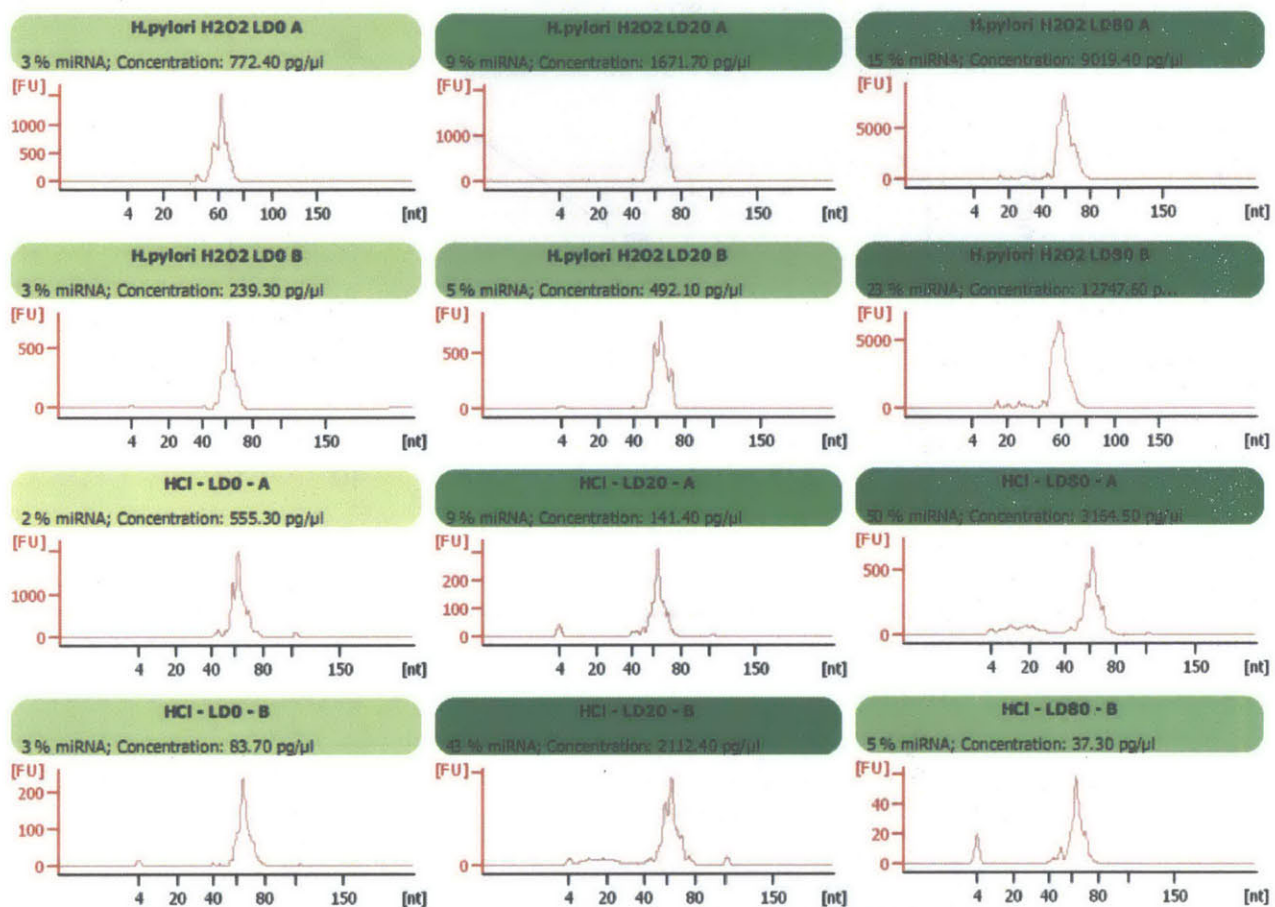 H.pylori H2O2 LD0 A
3 % miRNA; Concentration: 772.40 pg/µl
[FU]
1000
500
0
4 20 60 100 150 [nt]
H.pylori H2O2 LD20 A
9 % miRNA; Concentration: 1671.70 pg/µl
[FU]
1000
0
4 20 40 80 150 [nt]
H.pylori H2O2 LD80 A
15 % miRNA; Concentration: 9019.40 pg/µl
[FU]
5000
0
4 20 40 80 150 [nt]
H.pylori H2O2 LD0 B
3 % miRNA; Concentration: 239.30 pg/µl
[FU]
500
0
4 20 40 80 150 [nt]
H.pylori H2O2 LD20 B
5 % miRNA; Concentration: 492.10 pg/µl
[FU]
500
0
4 20 40 80 150 [nt]
H.pylori H2O2 LD80 B
23 % miRNA; Concentration: 12747.60 p...
[FU]
5000
0
4 20 60 100 150 [nt]
HCl - LD0 - A
2 % miRNA; Concentration: 555.30 pg/µl
[FU]
1000
0
4 20 40 80 150 [nt]
HCl - LD20 - A
9 % miRNA; Concentration: 141.40 pg/µl
[FU]
200
100
0
4 20 40 80 150 [nt]
HCl - LD80 - A
50 % miRNA; Concentration: 3164.50 pg/µl
[FU]
500
0
4 20 40 80 150 [nt]
HCl - LD0 - B
3 % miRNA; Concentration: 83.70 pg/µl
[FU]
200
100
0
4 20 40 80 150 [nt]
HCl - LD20 - B
43 % miRNA; Concentration: 2112.40 pg/µl
[FU]
0
4 20 40 80 150 [nt]
HCl - LD80 - B
5 % miRNA; Concentration: 37.30 pg/µl
[FU]
40
20
0
4 20 40 80 150 [nt]